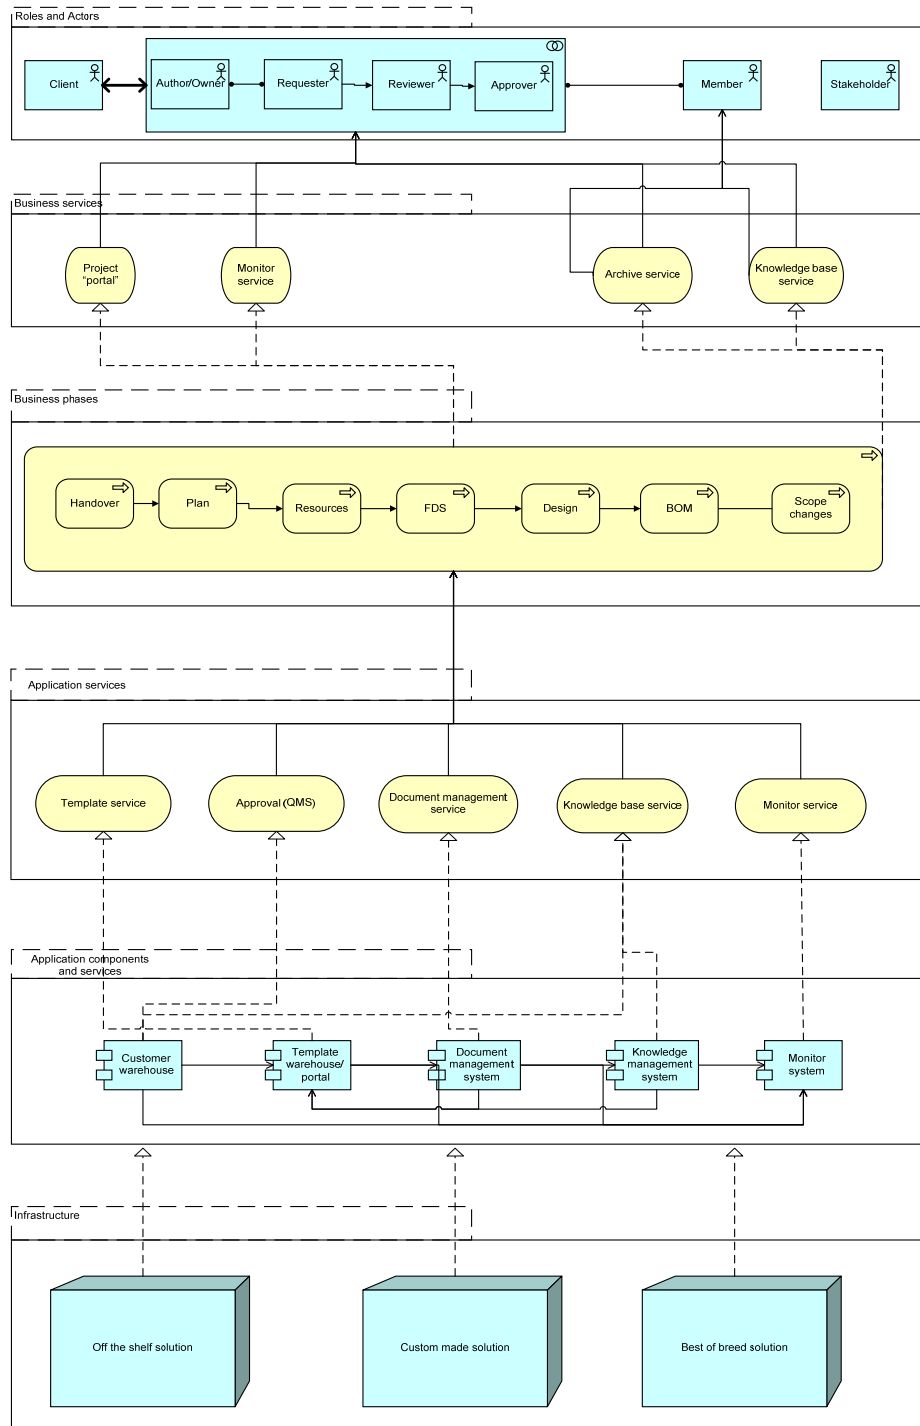 Roles and Actors
Client
Author/Owner
Requester
Reviewer
Approver
Member
Stakeholder
Business services
Project
“portal”
Monitor
service
Archive service
Knowledge base
service
Business phases
Handover
Plan
Resources
FDS
Design
BOM
Scope
changes
Application services
Template service
Approval (QMS)
Document management
service
Knowledge base service
Monitor service
Application components
and services
Customer
warehouse
Template
warehouse/
portal
Document
management
system
Knowledge
management
system
Monitor
system
Infrastructure
Off the shelf solution
Custom made solution
Best of breed solution